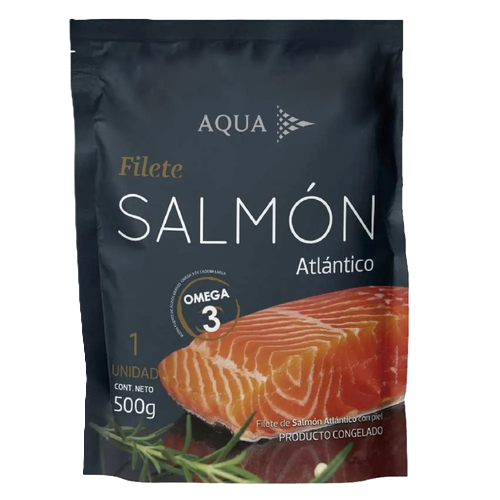 AQUA
Filete
SALMÓN
Atlántico
OMEGA
3
1
UNIDAD
CONT. NETO
500g
Filete de Salmón Atlántico con piel
PRODUCTO CONGELADO